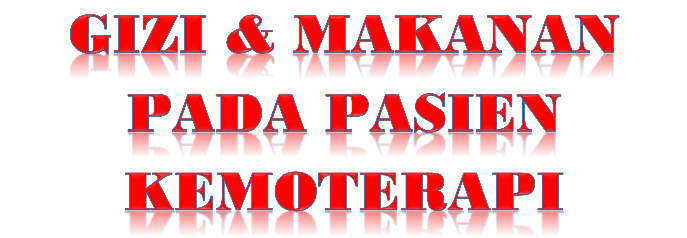 GIZI & MAKANAN
PADA PASIEN
KEMOTERAPI